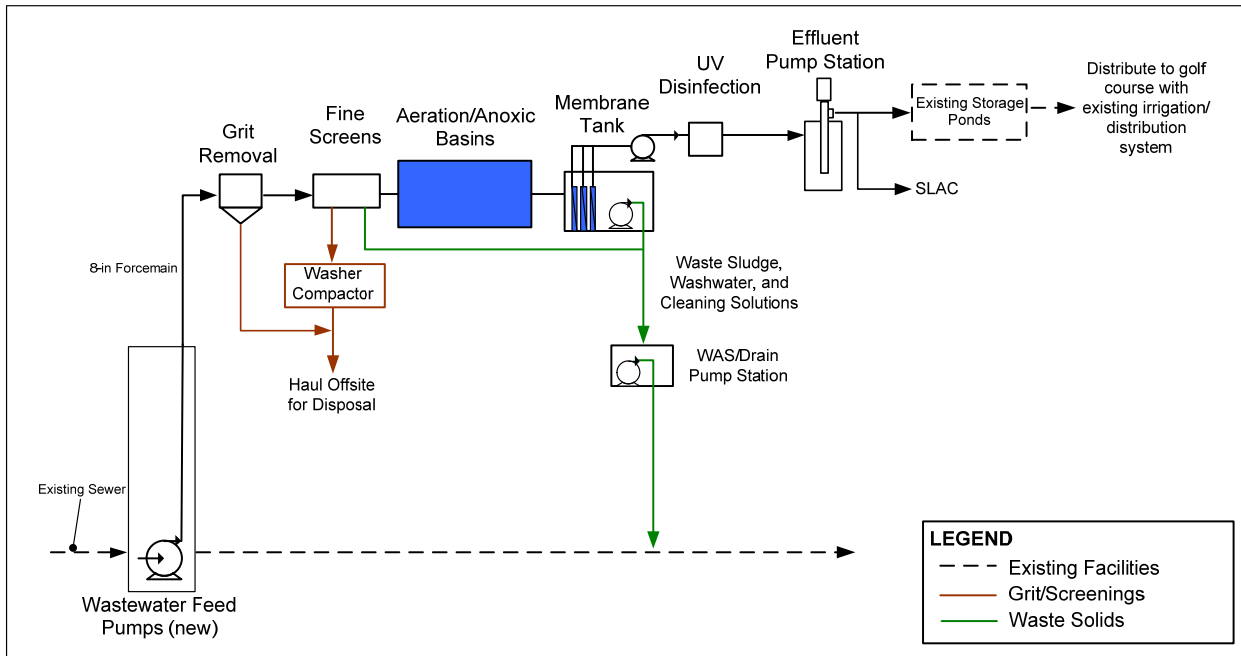 Effluent
Pump Station
UV
Disinfection
Membrane
Tank
Aeration/Anoxic
Basins
Fine
Screens
Grit
Removal
Existing Storage
Ponds
Distribute to golf
course with
existing irrigation/
distribution
system
SLAC
8-in Forcemain
Washer
Compactor
Waste Sludge,
Washwater, and
Cleaning Solutions
WAS/Drain
Pump Station
Haul Offsite
for Disposal
Existing Sewer
Wastewater Feed
Pumps (new)
LEGEND
Existing Facilities
Grit/Screenings
Waste Solids